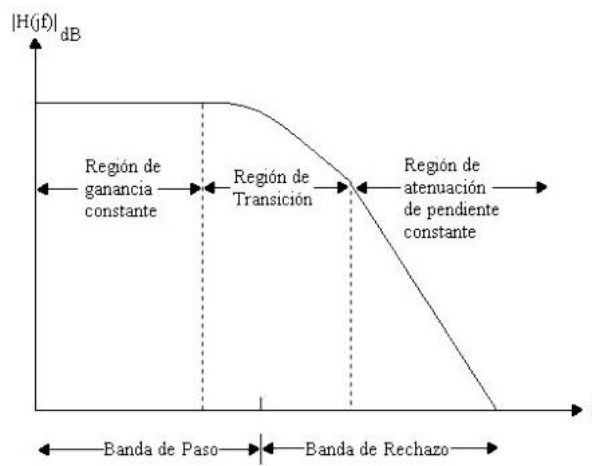 |H(jf)| dB
Región de
ganancia
constante
Región de
Transición
Región de
atenuación
de pendiente
constante
Banda de Paso
Banda de Rechazo